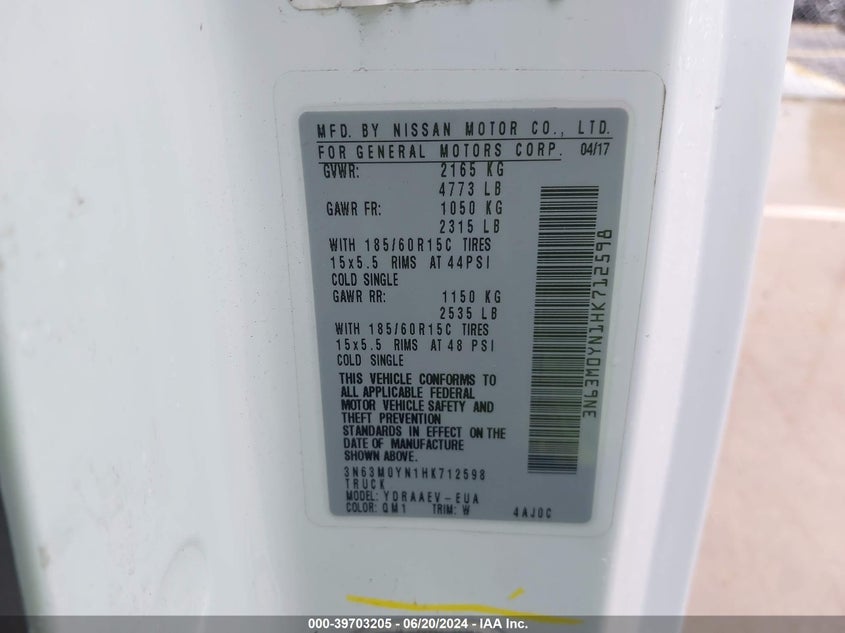 MFD. BY NISSAN MOTOR CO., LTD.
FOR GENERAL MOTORS CORP. 04/17
GVWR: 2165 KG
4773 LB
GAWR FR: 1050 KG
2315 LB
WITH 185/60R15C TIRES
15x5.5 RIMS AT 44PSI
COLD SINGLE
GAWR RR: 1150 KG
2535 LB
WITH 185/60R15C TIRES
15x5.5 RIMS AT 48 PSI
COLD SINGLE
THIS VEHICLE CONFORMS TO
ALL APPLICABLE FEDERAL
MOTOR VEHICLE SAFETY AND
THEFT PREVENTION
STANDARDS IN EFFECT ON THE
DATE OF MANUFACTURE
SHOWN ABOVE.
3N63M0YN1HK712598
TRUCK
MODEL: YDRAAEV-EUA
COLOR: QM1 TRIM: W 4AJ0C
3N63M0YN1HK712598
000-39703205 - 06/20/2024 - IAA Inc.